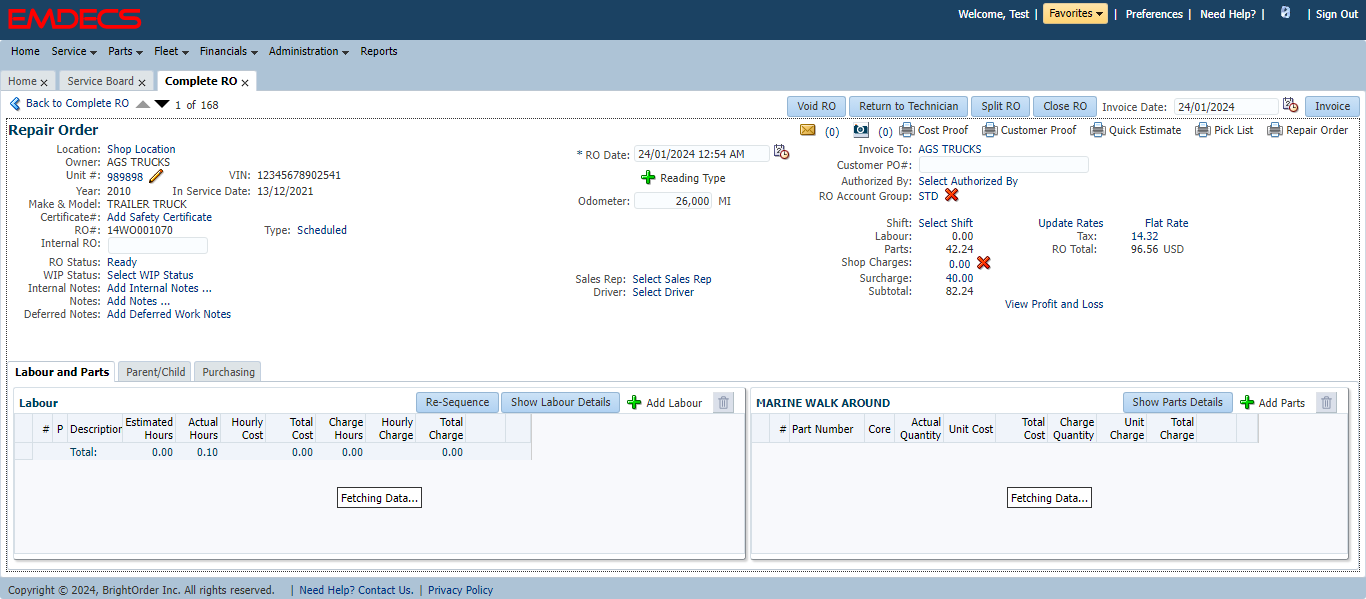 EMDECS
Welcome, Test | Favorites | Preferences | Need Help? | | Sign Out
Home Service Parts Fleet Financials Administration Reports
Home Service Board Complete RO
Back to Complete RO 1 of 168 Void RO Return to Technician Split RO Close RO Invoice Date: 24/01/2024 Invoice
Repair Order (0) (0) Cost Proof Customer Proof Quick Estimate Pick List Repair Order
Location: Shop Location
Owner: AGS TRUCKS
Unit #: 989898 VIN: 12345678902541
Year: 2010 In Service Date: 13/12/2021
Make & Model: TRAILER TRUCK
Certificate#: Add Safety Certificate
RO#: 14WO001070 Type: Scheduled
Internal RO:
RO Status: Ready
WIP Status: Select WIP Status
Internal Notes: Add Internal Notes ...
Notes: Add Notes ...
Deferred Notes: Add Deferred Work Notes
* RO Date: 24/01/2024 12:54 AM
Reading Type
Odometer: 26,000 MI
Sales Rep: Select Sales Rep
Driver: Select Driver
Invoice To: AGS TRUCKS
Customer PO#:
Authorized By: Select Authorized By
RO Account Group: STD
Shift: Select Shift Update Rates Flat Rate
Labour: 0.00 Tax: 14.32
Parts: 42.24 RO Total: 96.56 USD
Shop Charges: 0.00
Surcharge: 40.00
Subtotal: 82.24
View Profit and Loss
Labour and Parts Parent/Child Purchasing
Labour Re-Sequence Show Labour Details Add Labour
# P Description Estimated Hours Actual Hours Hourly Cost Total Cost Charge Hours Hourly Charge Total Charge
Total: 0.00 0.10 0.00 0.00 0.00
Fetching Data...
MARINE WALK AROUND Show Parts Details Add Parts
# Part Number Core Actual Quantity Unit Cost Total Cost Charge Quantity Unit Charge Total Charge
Fetching Data...
Copyright © 2024, BrightOrder Inc. All rights reserved. | Need Help? Contact Us. | Privacy Policy